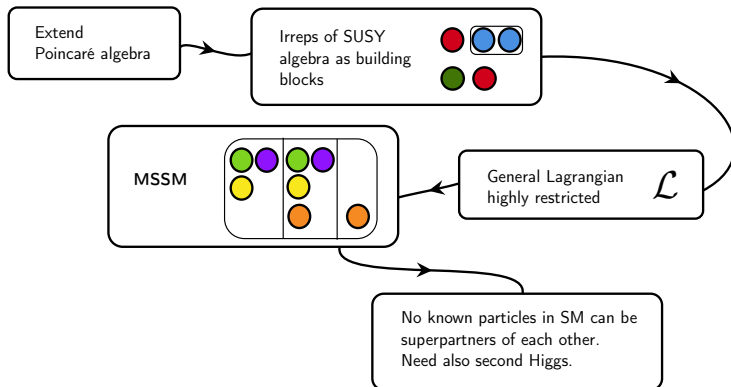 Extend
Poincaré algebra
Irreps of SUSY
algebra as building
blocks
MSSM
General Lagrangian
highly restricted
ℒ
No known particles in SM can be
superpartners of each other.
Need also second Higgs.